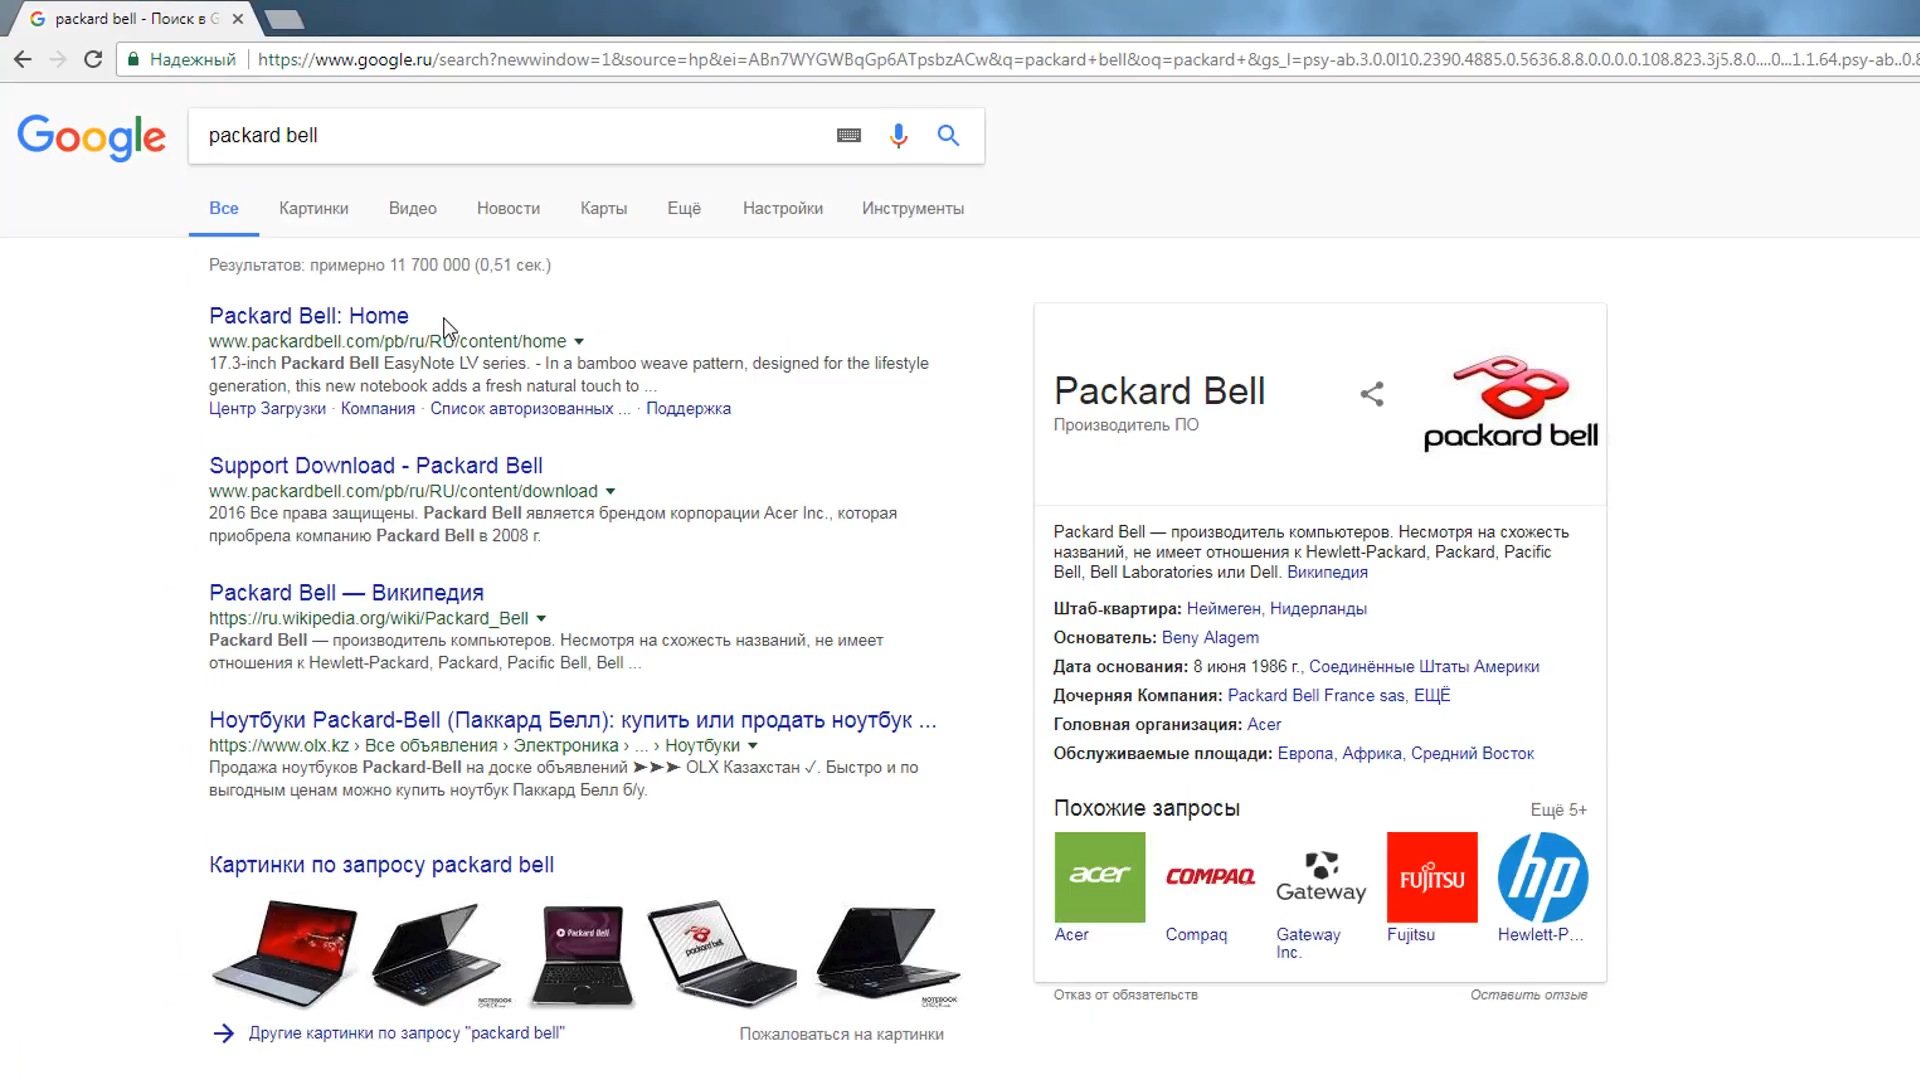 packard bell - Поиск в G
Надежный
https://www.google.ru/search?newwindow=1&source=hp&ei=ABn7WYGWBqGp6ATpsbzACw&q=packard+bell&oq=packard+&gs_l=psy-ab.3.0.0l10.2390.4885.0.5636.8.8.0.0.0.0.108.823.3j5.8.0....0...1.1.64.psy-ab..0.8
Google
packard bell
Все Картинки Видео Новости Карты Ещё Настройки Инструменты
Результатов: примерно 11 700 000 (0,51 сек.)
Packard Bell: Home
www.packardbell.com/pb/ru/RU/content/home
17.3-inch Packard Bell EasyNote LV series. - In a bamboo weave pattern, designed for the lifestyle
generation, this new notebook adds a fresh natural touch to ...
Центр Загрузки · Компания · Список авторизованных ... · Поддержка
Support Download - Packard Bell
www.packardbell.com/pb/ru/RU/content/download
2016 Все права защищены. Packard Bell является брендом корпорации Acer Inc., которая
приобрела компанию Packard Bell в 2008 г.
Packard Bell — Википедия
https://ru.wikipedia.org/wiki/Packard_Bell
Packard Bell — производитель компьютеров. Несмотря на схожесть названий, не имеет
отношения к Hewlett-Packard, Packard, Pacific Bell, Bell ...
Ноутбуки Packard-Bell (Паккард Белл): купить или продать ноутбук ...
https://www.olx.kz › Все объявления › Электроника › ... › Ноутбуки
Продажа ноутбуков Packard-Bell на доске объявлений ➤➤➤ OLX Казахстан ✓. Быстро и по
выгодным ценам можно купить ноутбук Паккард Белл б/у.
Картинки по запросу packard bell
Packard Bell
packard bell
NOTEBOOK
CHECK
NOTEBOOK
CHECK
Другие картинки по запросу "packard bell"
Пожаловаться на картинки
Packard Bell
Производитель ПО
packard bell
Packard Bell — производитель компьютеров. Несмотря на схожесть
названий, не имеет отношения к Hewlett-Packard, Packard, Pacific
Bell, Bell Laboratories или Dell. Википедия
Штаб-квартира: Неймеген, Нидерланды
Основатель: Beny Alagem
Дата основания: 8 июня 1986 г., Соединённые Штаты Америки
Дочерняя Компания: Packard Bell France sas, ЕЩЁ
Головная организация: Acer
Обслуживаемые площади: Европа, Африка, Средний Восток
Похожие запросы
Ещё 5+
acer COMPAQ Gateway FUJITSU hp
Acer Compaq Gateway Fujitsu Hewlett-P...
Inc.
Отказ от обязательств
Оставить отзыв